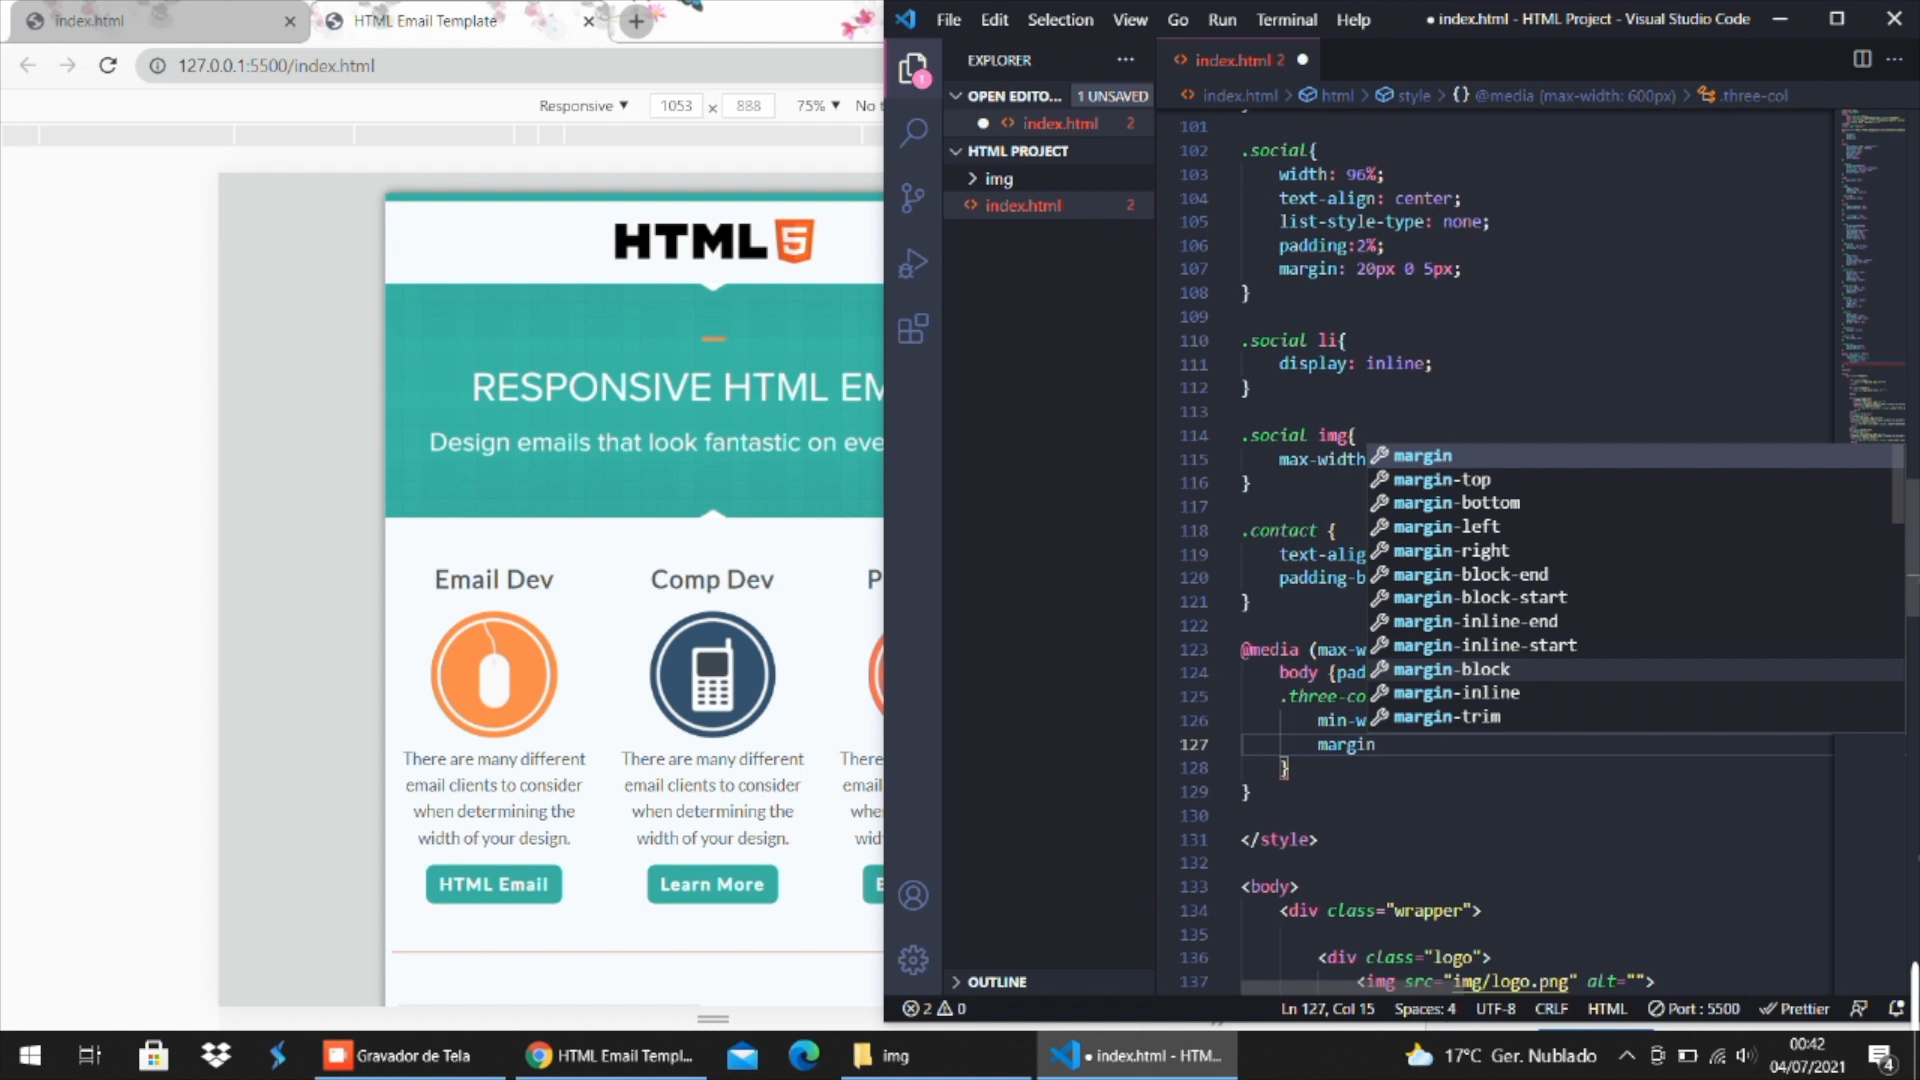 index.html
HTML Email Template
127.0.0.1:5500/index.html
Responsive ▼ 1053 × 888 75% ▼
HTML 5
RESPONSIVE HTML
Design emails that look fantastic on
Email Dev
There are many different
email clients to consider
when determining the
width of your design.
HTML Email
Comp Dev
There are many different
email clients to consider
when determining the
width of your design.
Learn More
File Edit Selection View Go Run Terminal Help
● index.html - HTML Project - Visual Studio Code
EXPLORER
OPEN EDITO... 1 UNSAVED
index.html 2
HTML PROJECT
img
index.html 2
OUTLINE
index.html 2
index.html > html > style > {} @media (max-width: 600px) > .three-col
101
102 .social{
103 width: 96%;
104 text-align: center;
105 list-style-type: none;
106 padding:2%;
107 margin: 20px 0 5px;
108 }
109
110 .social li{
111 display: inline;
112 }
113
114 .social img{
115 max-width
116 }
117
118 .contact {
119 text-alig
120 padding-b
121 }
122
123 @media (max-w
124 body {pad
125 .three-co
126 min-w
127 margin
128 }
129 }
130
131 </style>
132
133 <body>
134 <div class="wrapper">
135
136 <div class="logo">
137 <img src="img/logo.png" alt="">
margin
margin-top
margin-bottom
margin-left
margin-right
margin-block-end
margin-block-start
margin-inline-end
margin-inline-start
margin-block
margin-inline
margin-trim
1
2 0 Ln 127, Col 15 Spaces: 4 UTF-8 CRLF HTML Port : 5500 Prettier
Gravador de Tela
HTML Email Templ...
img
● index.html - HTM...
17°C Ger. Nublado
00:42
04/07/2021
4